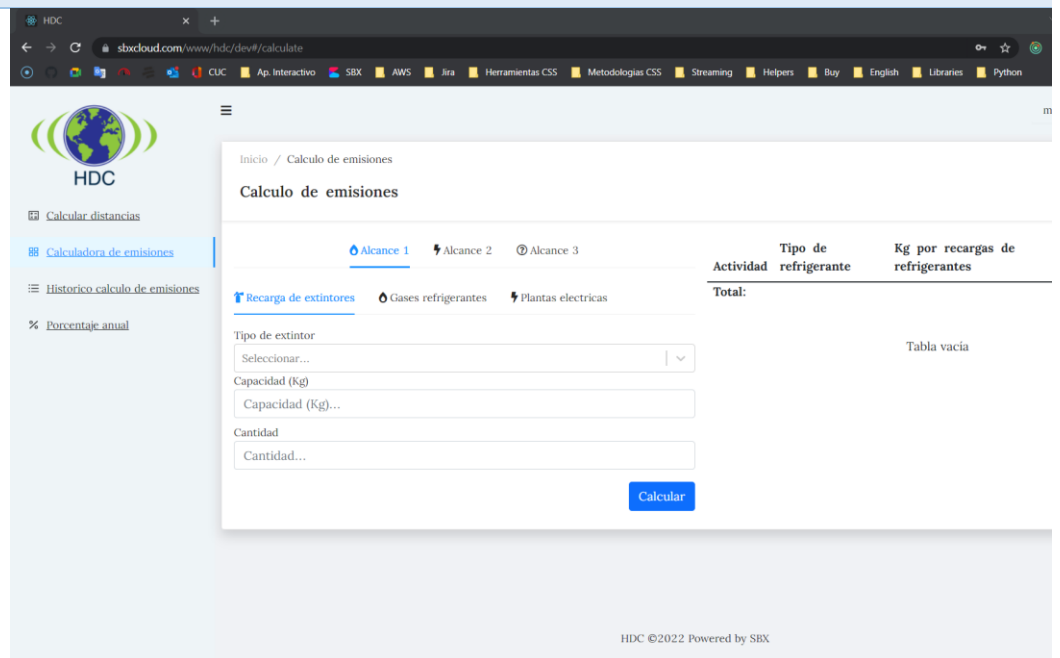 HDC
sbxcloud.com/www/hdc/dev#/calculate
CUC Ap. Interactivo SBX AWS Jira Herramientas CSS Metodologias CSS Streaming Helpers Buy English Libraries Python
m
HDC
Calcular distancias
Calculadora de emisiones
Historico calculo de emisiones
Porcentaje anual
Inicio / Calculo de emisiones
Calculo de emisiones
Alcance 1 Alcance 2 Alcance 3
Recarga de extintores Gases refrigerantes Plantas electricas
Tipo de extintor
Seleccionar...
Capacidad (Kg)
Capacidad (Kg)...
Cantidad
Cantidad...
Calcular
Tipo de Kg por recargas de
Actividad refrigerante refrigerantes
Total:
Tabla vacía
HDC ©2022 Powered by SBX